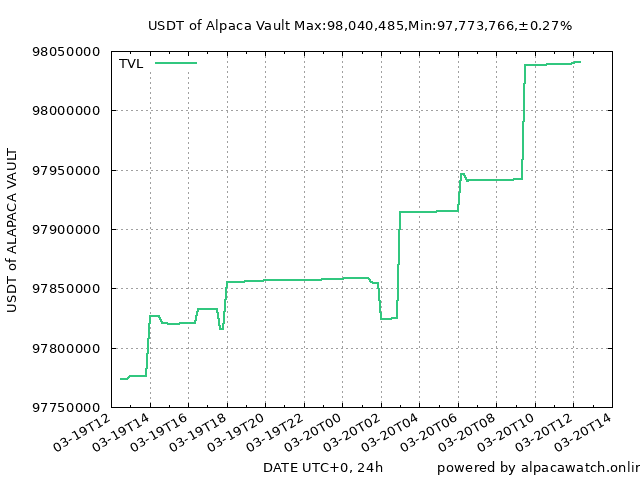 USDT of Alpaca Vault Max:98,040,485,Min:97,773,766,±0.27%
TVL
98050000
98000000
97950000
97900000
97850000
97800000
97750000
USDT of ALAPACA VAULT
03-19T12
03-19T14
03-19T16
03-19T18
03-19T20
03-19T22
03-20T00
03-20T02
03-20T04
03-20T06
03-20T08
03-20T10
03-20T12
03-20T14
DATE UTC+0, 24h
powered by alpacawatch.onlin